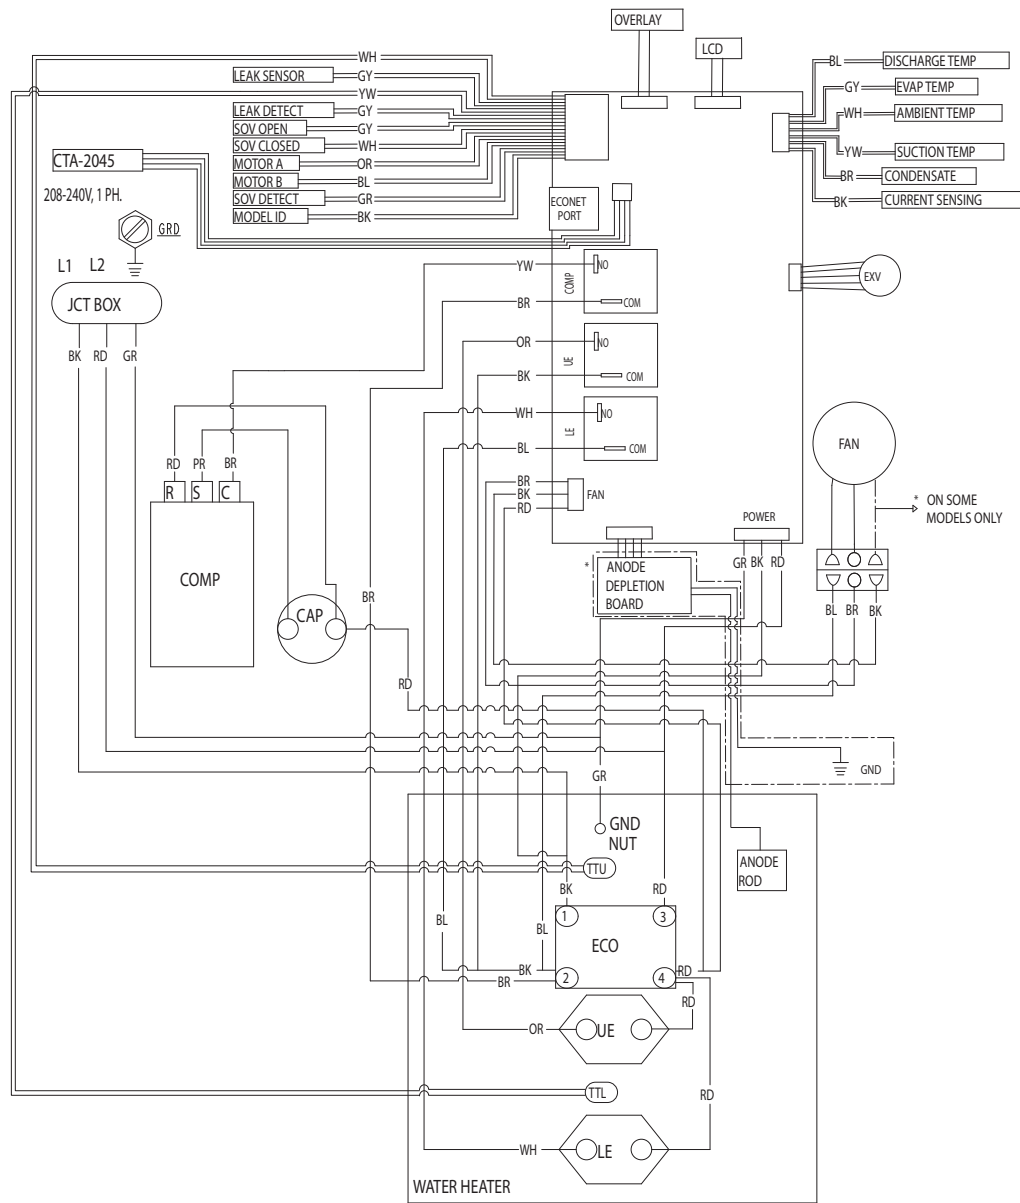 OVERLAY
LCD
WH
LEAK SENSOR
GY
YW
LEAK DETECT
GY
SOV OPEN
GY
SOV CLOSED
WH
MOTOR A
OR
MOTOR B
BL
SOV DETECT
GR
MODEL ID
BK
CTA-2045
208-240V, 1 PH.
BL
DISCHARGE TEMP
GY
EVAP TEMP
WH
AMBIENT TEMP
YW
SUCTION TEMP
BR
CONDENSATE
BK
CURRENT SENSING
ECONET
PORT
GRD
L1
L2
JCT BOX
BK
RD
GR
YW
COMP
NO
BR
COM
EXV
OR
UE
NO
BK
COM
WH
LE
NO
BL
COM
RD
PR
BR
R
S
C
COMP
CAP
BR
BK
RD
FAN
FAN
* ON SOME
MODELS ONLY
POWER
GR
BK
RD
* ANODE
DEPLETION
BOARD
BL
BR
BK
BR
RD
GND
GR
GND
NUT
TTU
ANODE
ROD
BK
RD
BL
BL
1
3
ECO
2
4
BK
BR
RD
RD
OR
UE
TTL
RD
WH
LE
WATER HEATER